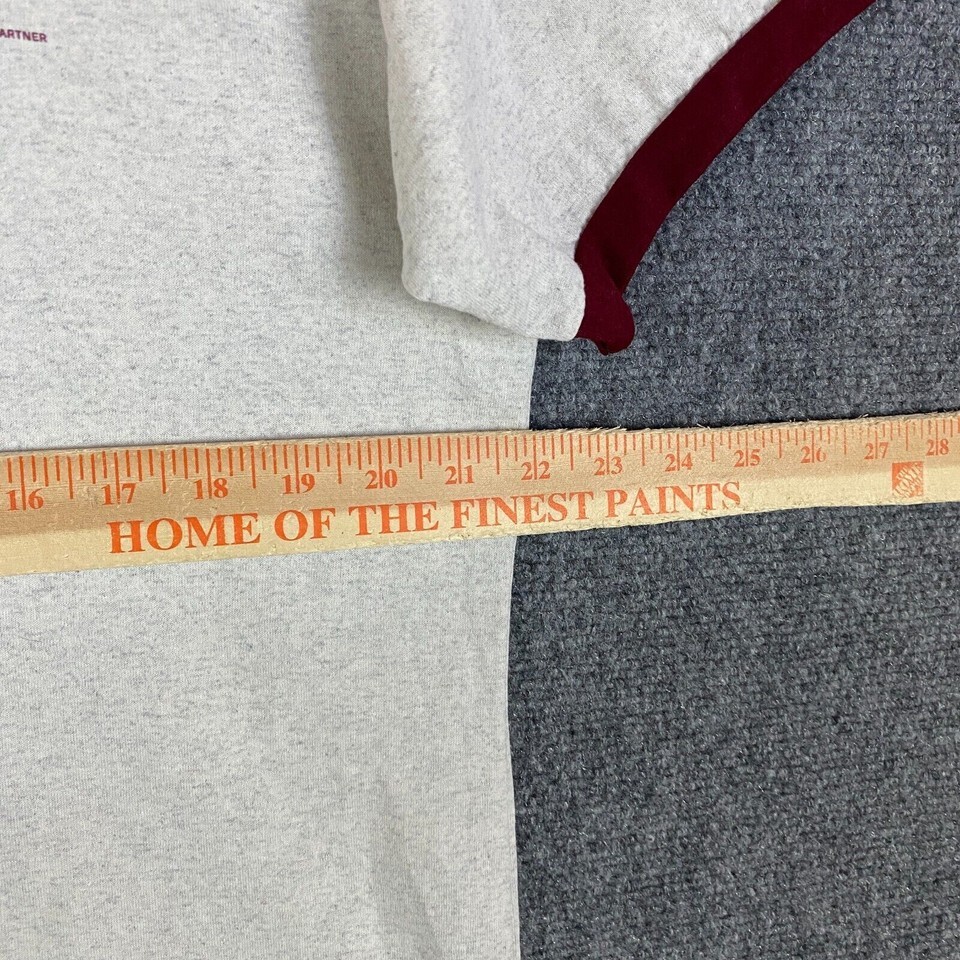 ARTNER
16 17 18 19 20 21 22 23 24 25 26 27 28
HOME OF THE FINEST PAINTS